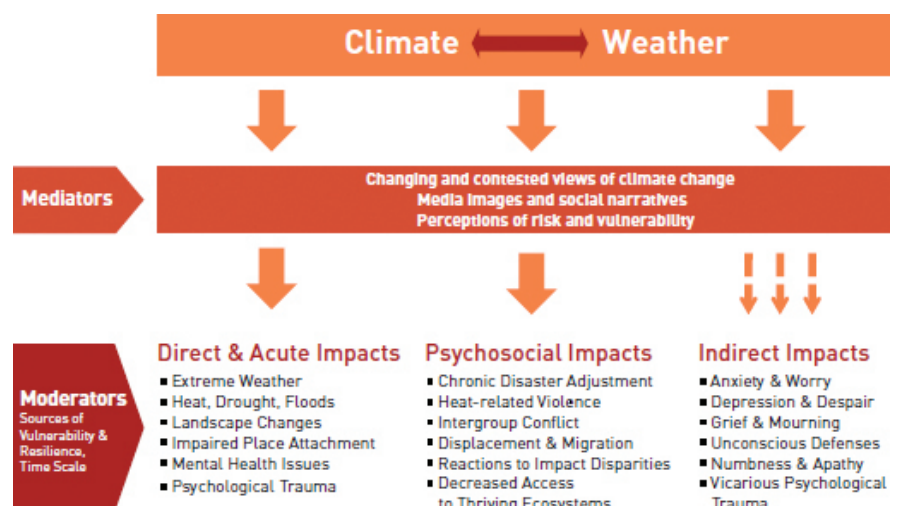 Climate Weather
Mediators
Changing and contested views of climate change
Media images and social narratives
Perceptions of risk and vulnerability
Moderators
Sources of
Vulnerability &
Resilience,
Time Scale
Direct & Acute Impacts
Extreme Weather
Heat, Drought, Floods
Landscape Changes
Impaired Place Attachment
Mental Health Issues
Psychological Trauma
Psychosocial Impacts
Chronic Disaster Adjustment
Heat-related Violence
Intergroup Conflict
Displacement & Migration
Reactions to Impact Disparities
Decreased Access
to Thriving Ecosystems
Indirect Impacts
Anxiety & Worry
Depression & Despair
Grief & Mourning
Unconscious Defenses
Numbness & Apathy
Vicarious Psychological
Trauma